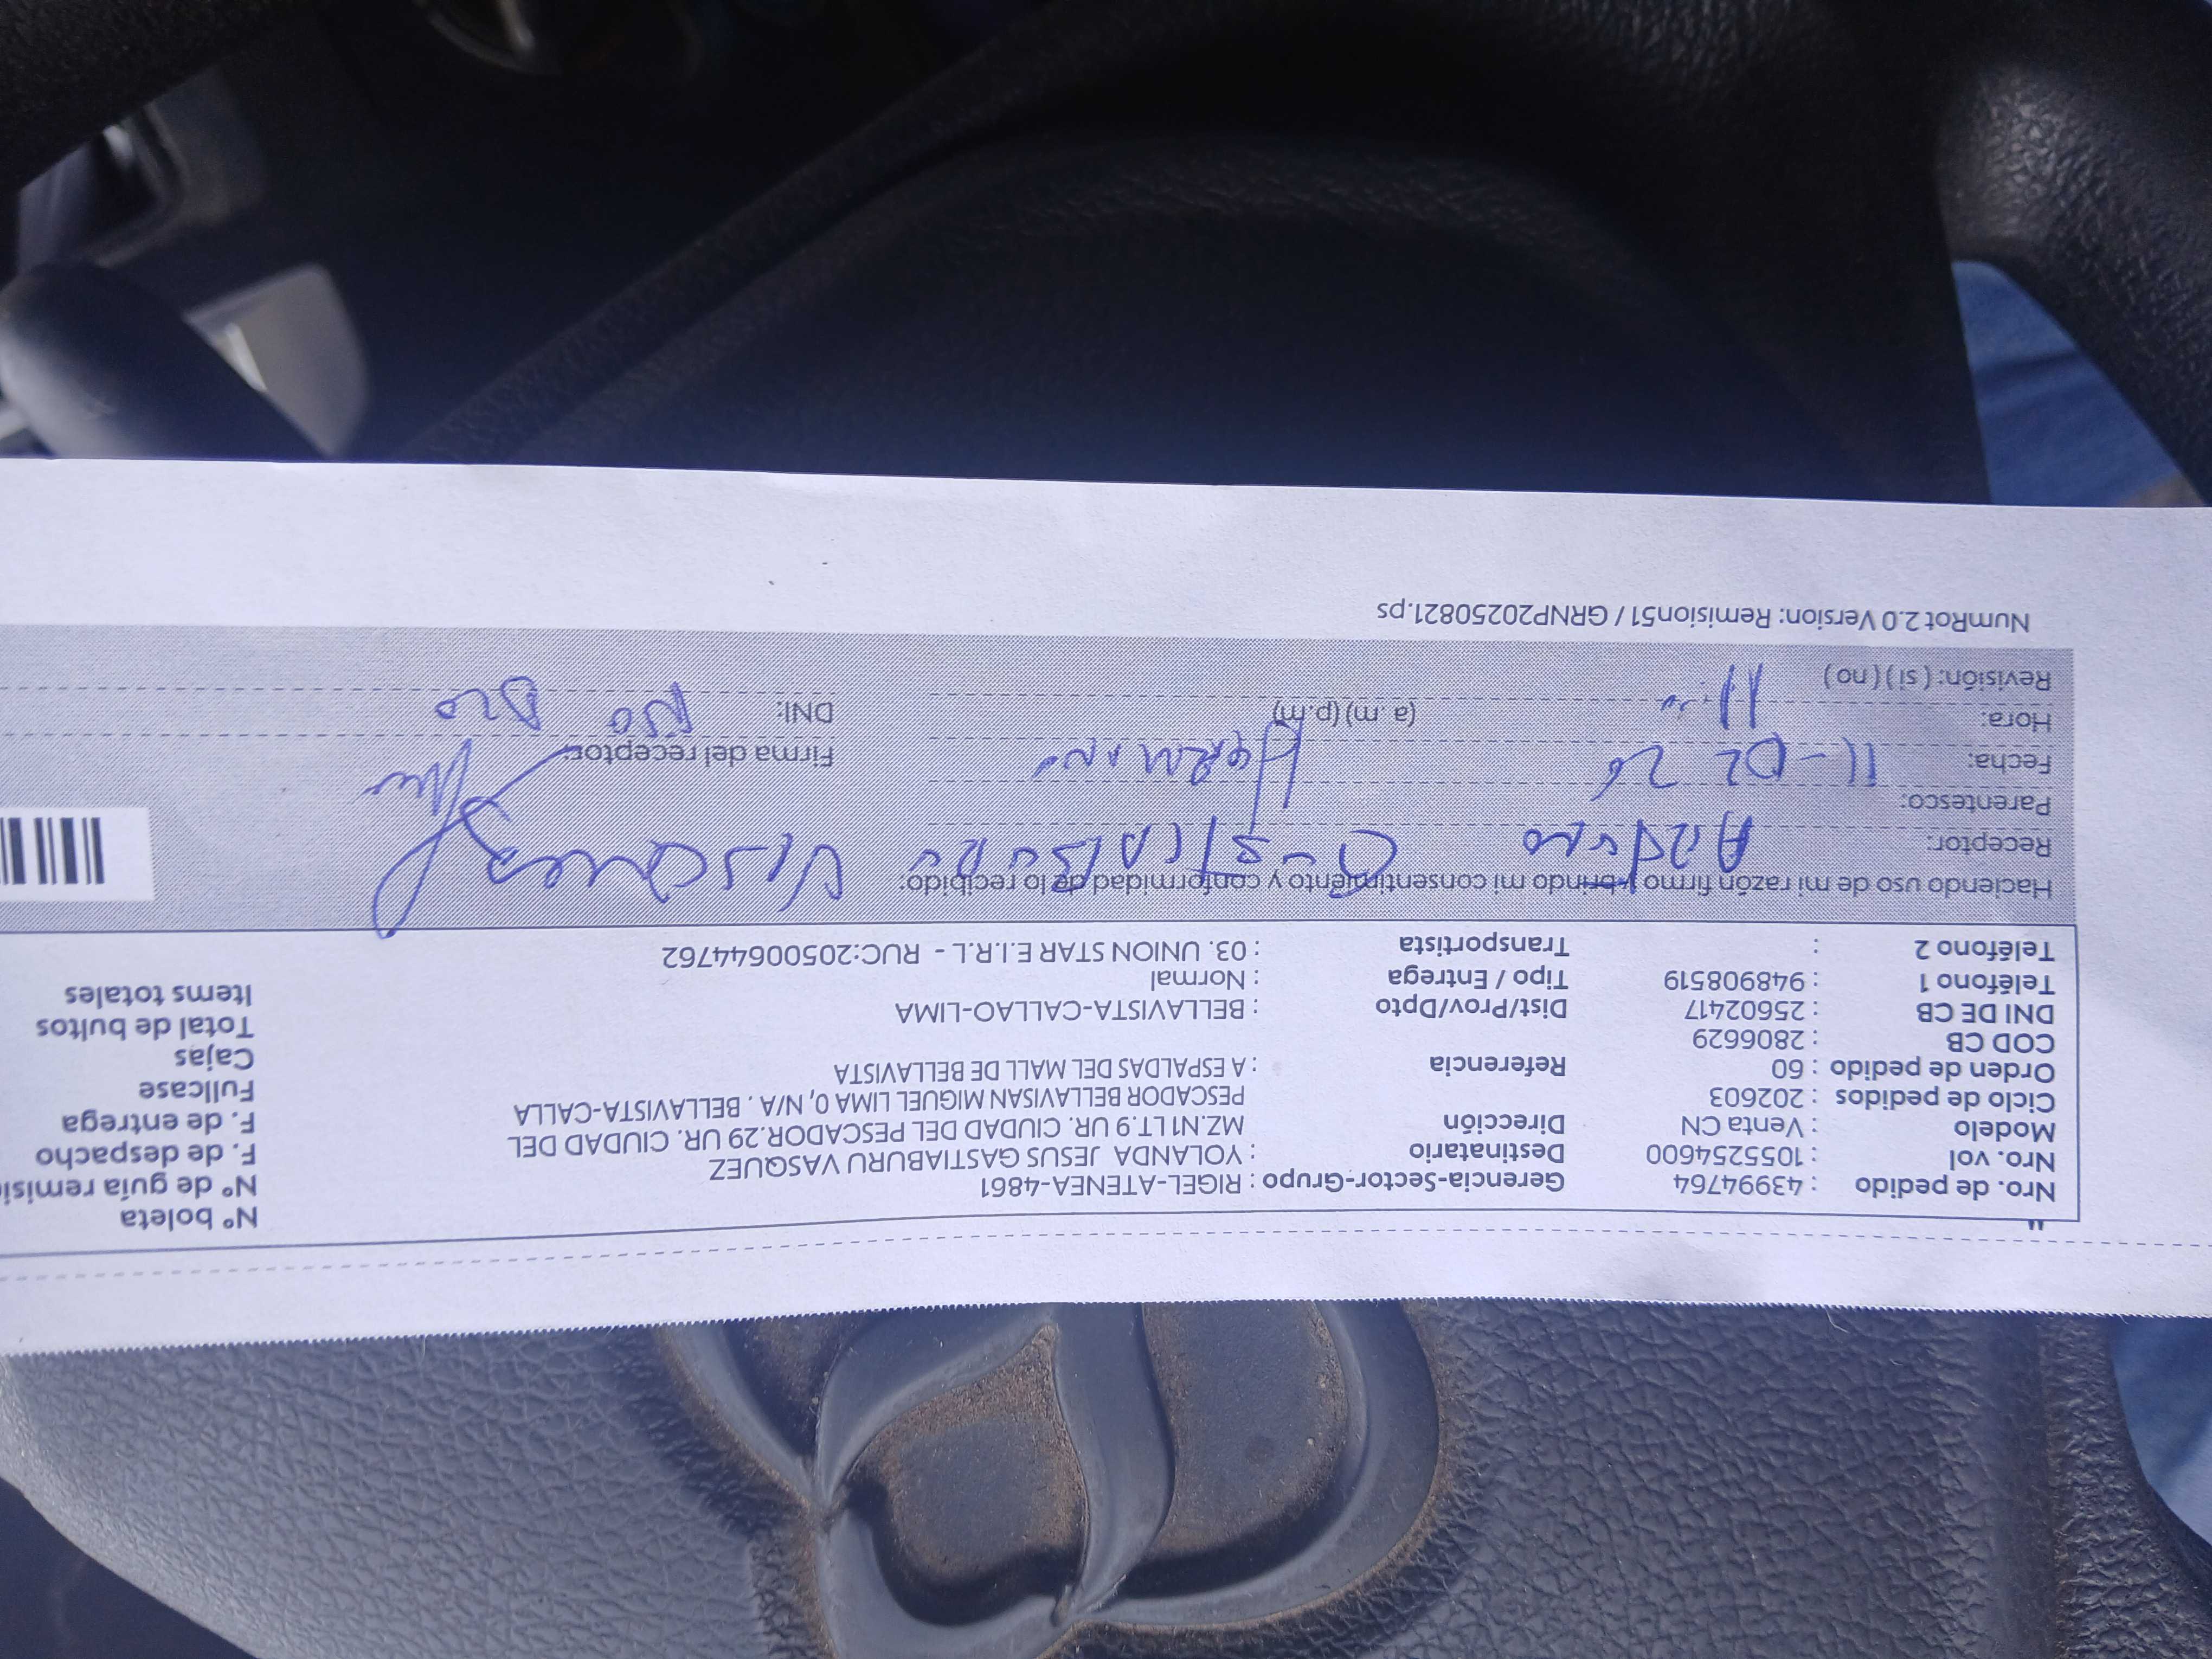 Nro. de pedido : 43994764 Gerencia-Sector-Grupo : RIGEL-ATENEA-4861 Nº boleta
Nro. vol : 1055254600 Destinatario : YOLANDA JESUS GASTIABURU VASQUEZ Nº de guía remisi
Modelo : Venta CN Dirección MZ.N1 LT.9 UR. CIUDAD DEL PESCADOR.29 UR. CIUDAD DEL F. de despacho
Ciclo de pedidos : 202603 PESCADOR BELLAVISAN MIGUEL LIMA 0, N/A . BELLAVISTA-CALLA F. de entrega
Orden de pedido : 60 Referencia : A ESPALDAS DEL MALL DE BELLAVISTA Fullcase
COD CB : 2806629 Cajas
DNI DE CB : 25602417 Dist/Prov/Dpto : BELLAVISTA-CALLAO-LIMA Total de bultos
Teléfono 1 : 948908519 Tipo / Entrega : Normal Items totales
Teléfono 2 : Transportista : 03. UNION STAR E.I.R.L - RUC:20500644762
Haciendo uso de mi razón firmo y brindo mi consentimiento y conformidad de lo recibido:
Receptor: Arturo Vasquez
Parentesco: Hermano
Fecha: 11-02 26 Firma del receptor:
Hora: 11: (a .m) (p.m) DNI:
Revisión: ( si ) ( no )
NumRot 2.0 Version: Remision51 / GRNP20250821.ps